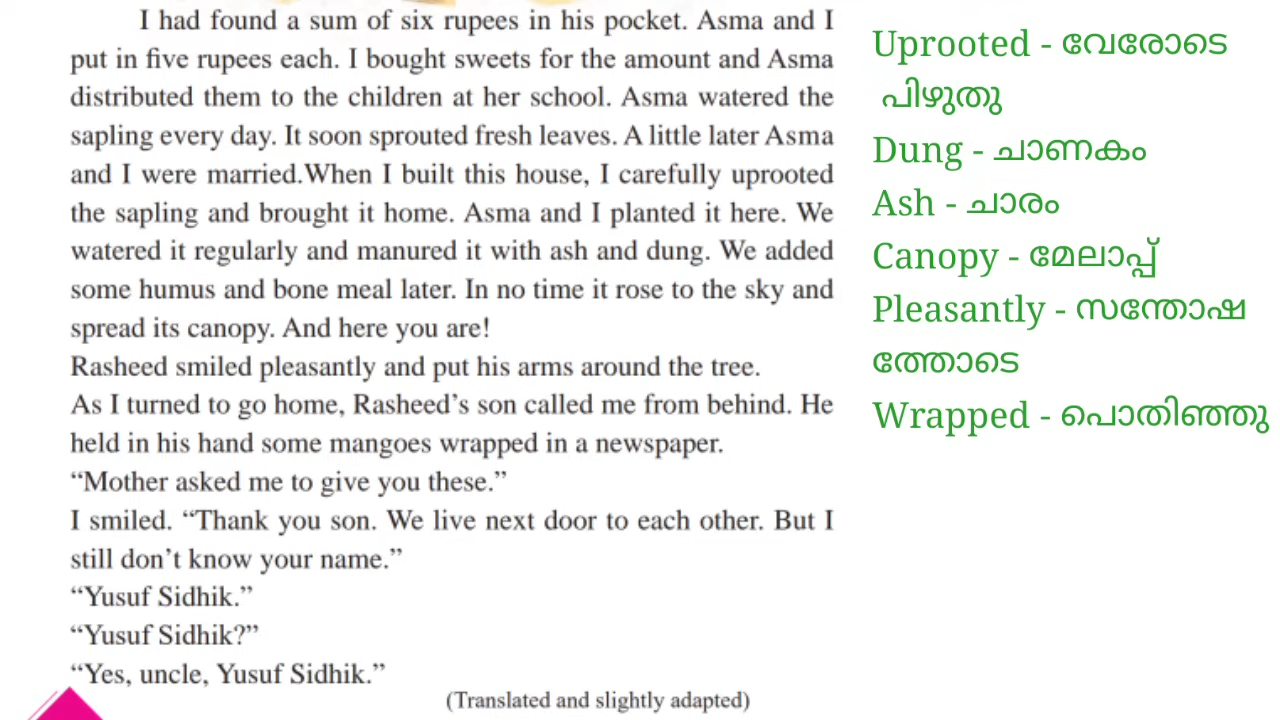 I had found a sum of six rupees in his pocket. Asma and I
put in five rupees each. I bought sweets for the amount and Asma
distributed them to the children at her school. Asma watered the
sapling every day. It soon sprouted fresh leaves. A little later Asma
and I were married.When I built this house, I carefully uprooted
the sapling and brought it home. Asma and I planted it here. We
watered it regularly and manured it with ash and dung. We added
some humus and bone meal later. In no time it rose to the sky and
spread its canopy. And here you are!
Rasheed smiled pleasantly and put his arms around the tree.
As I turned to go home, Rasheed’s son called me from behind. He
held in his hand some mangoes wrapped in a newspaper.
“Mother asked me to give you these.”
I smiled. “Thank you son. We live next door to each other. But I
still don’t know your name.”
“Yusuf Sidhik.”
“Yusuf Sidhik?”
“Yes, uncle, Yusuf Sidhik.”
(Translated and slightly adapted)
Uprooted - വേരോടെ
പിഴുതു
Dung - ചാണകം
Ash - ചാരം
Canopy - മേലാപ്പ്
Pleasantly - സന്തോഷ
ത്തോടെ
Wrapped - പൊതിഞ്ഞു